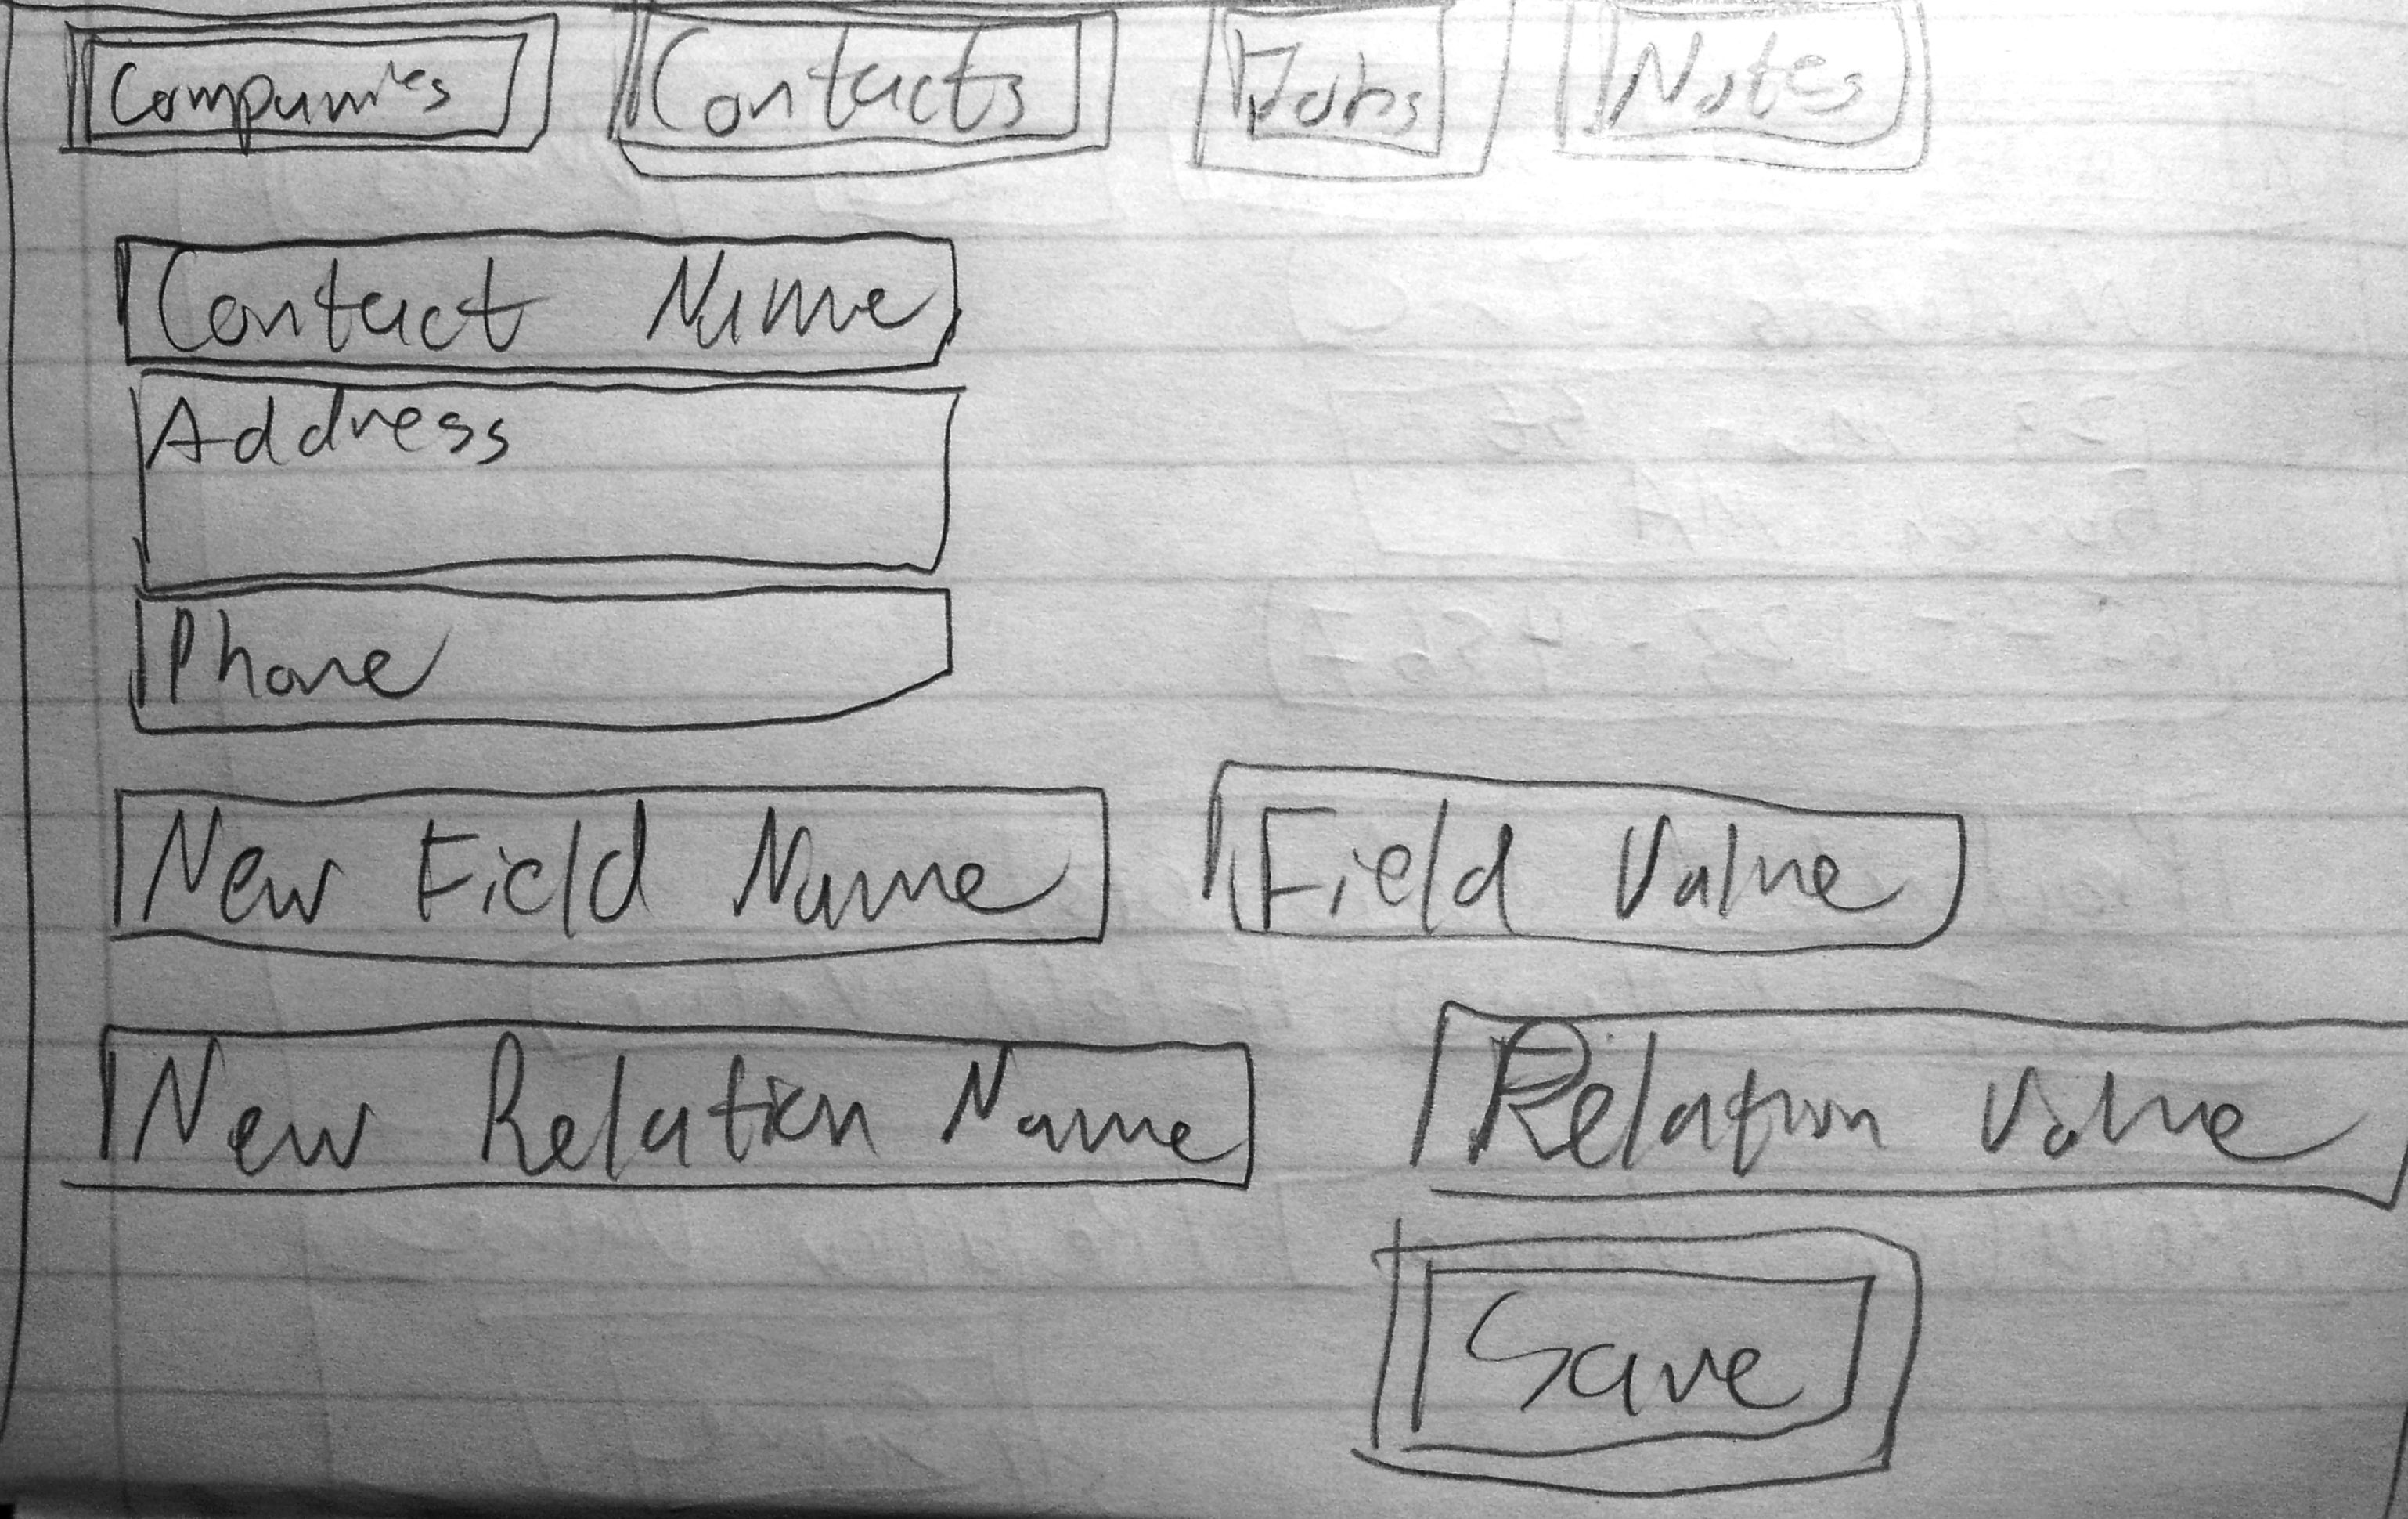 Companies Contacts Jobs Notes
Contact Name
Address
Phone
New Field Name Field Value
New Relation Name Relation Value
Save